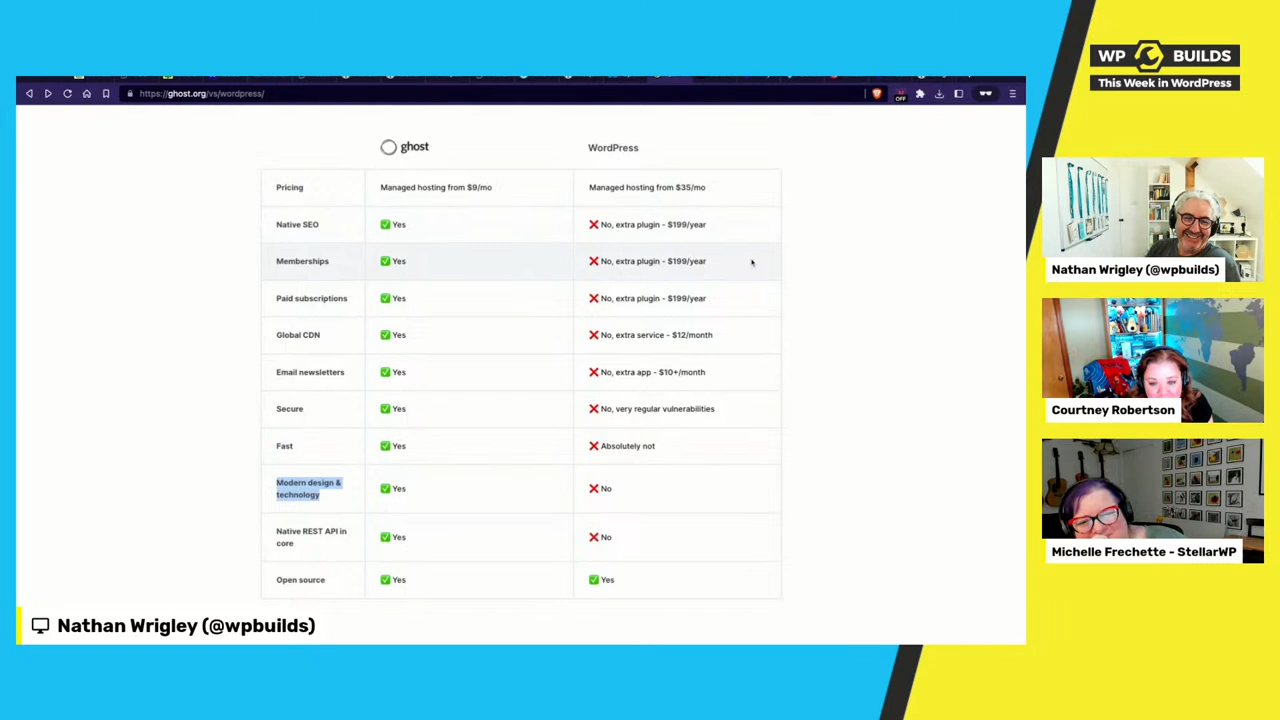 WP BUILDS
This Week in WordPress
https://ghost.org/vs/wordpress/
OFF
ghost WordPress
Pricing Managed hosting from $9/mo Managed hosting from $35/mo
Native SEO ✅ Yes ❌ No, extra plugin - $199/year
Memberships ✅ Yes ❌ No, extra plugin - $199/year
Paid subscriptions ✅ Yes ❌ No, extra plugin - $199/year
Global CDN ✅ Yes ❌ No, extra service - $12/month
Email newsletters ✅ Yes ❌ No, extra app - $10+/month
Secure ✅ Yes ❌ No, very regular vulnerabilities
Fast ✅ Yes ❌ Absolutely not
Modern design &
technology ✅ Yes ❌ No
Native REST API in
core ✅ Yes ❌ No
Open source ✅ Yes ✅ Yes
Nathan Wrigley (@wpbuilds)
Nathan Wrigley (@wpbuilds)
Courtney Robertson
Michelle Frechette - StellarWP